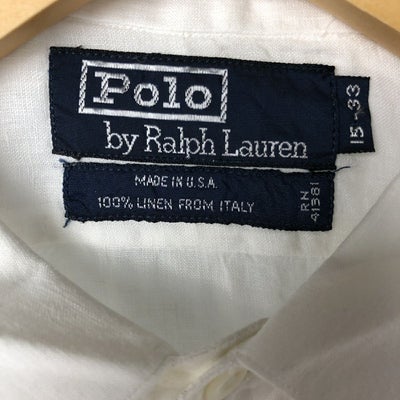 Polo
by Ralph Lauren
15-33
MADE IN U.S.A.
100% LINEN FROM ITALY
RN
41381